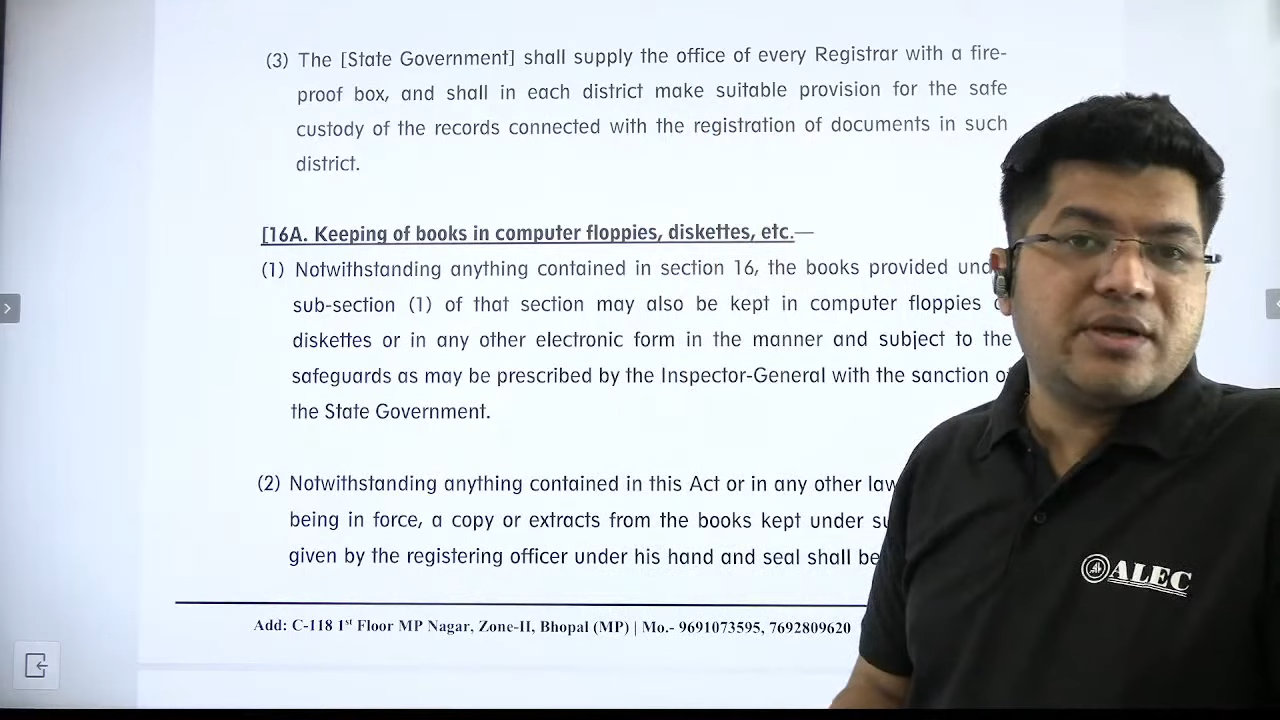 (3) The [State Government] shall supply the office of every Registrar with a fire-
proof box, and shall in each district make suitable provision for the safe
custody of the records connected with the registration of documents in such
district.
[16A. Keeping of books in computer floppies, diskettes, etc.—
(1) Notwithstanding anything contained in section 16, the books provided
sub-section (1) of that section may also be kept in computer floppies
diskettes or in any other electronic form in the manner and subject to the
safeguards as may be prescribed by the Inspector-General with the sanction
the State Government.
(2) Notwithstanding anything contained in this Act or in any other law
being in force, a copy or extracts from the books kept under
given by the registering officer under his hand and seal shall be
Add: C-118 1st Floor MP Nagar, Zone-II, Bhopal (MP) | Mo.- 9691073595, 7692809620
ALEC